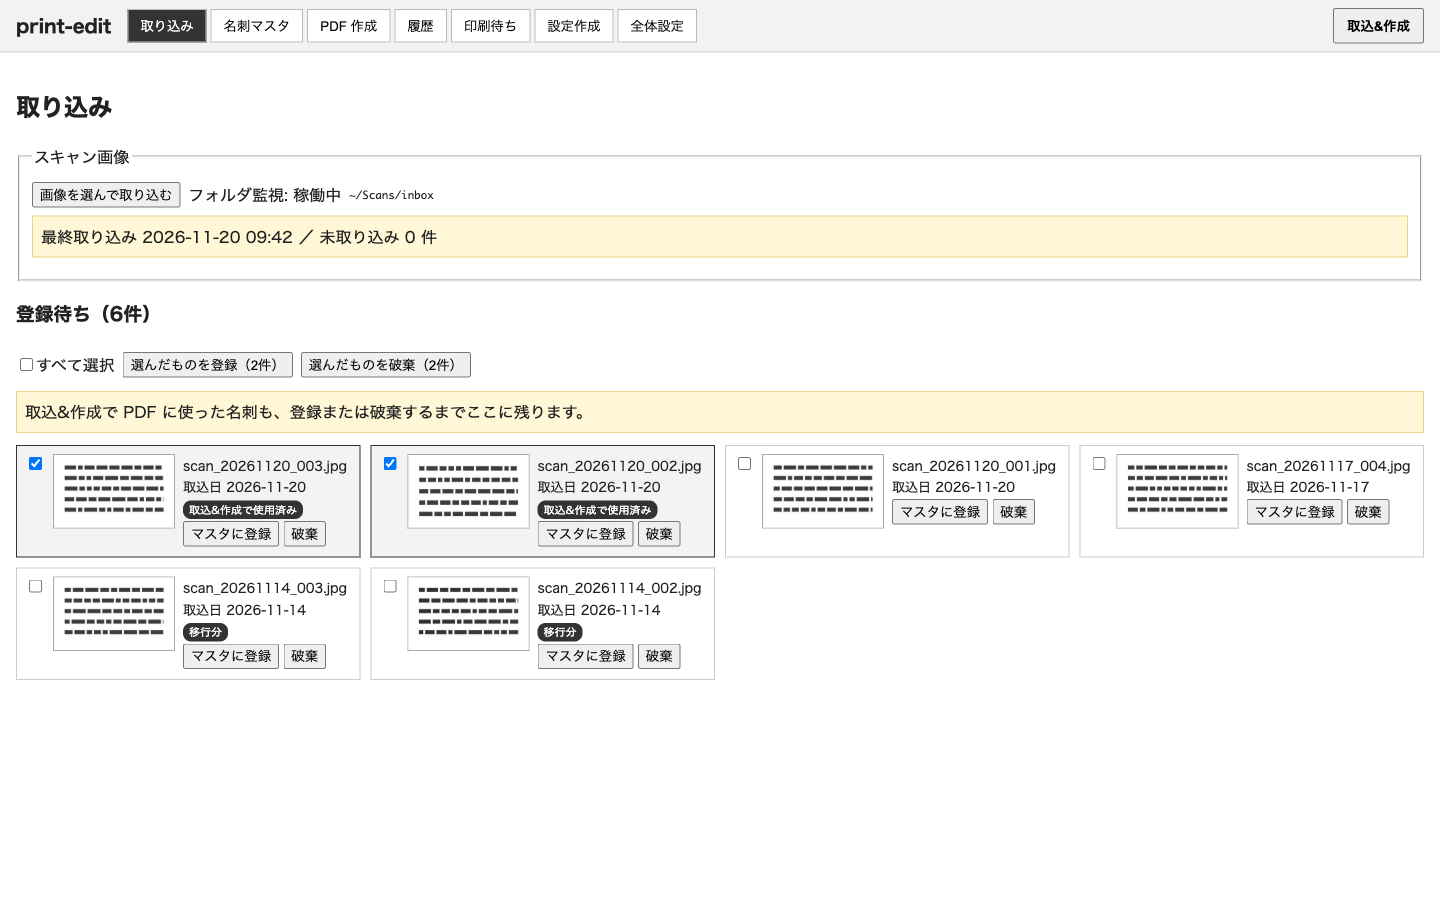 print-edit 取り込み 名刺マスタ PDF 作成 履歴 印刷待ち 設定作成 全体設定 取込&作成
取り込み
スキャン画像
画像を選んで取り込む フォルダ監視: 稼働中 ~/Scans/inbox
最終取り込み 2026-11-20 09:42 ／ 未取り込み 0 件
登録待ち（6件）
すべて選択 選んだものを登録（2件） 選んだものを破棄（2件）
取込&作成で PDF に使った名刺も、登録または破棄するまでここに残ります。
scan_20261120_003.jpg
取込日 2026-11-20
取込&作成で使用済み
マスタに登録 破棄
scan_20261120_002.jpg
取込日 2026-11-20
取込&作成で使用済み
マスタに登録 破棄
scan_20261120_001.jpg
取込日 2026-11-20
マスタに登録 破棄
scan_20261117_004.jpg
取込日 2026-11-17
マスタに登録 破棄
scan_20261114_003.jpg
取込日 2026-11-14
移行分
マスタに登録 破棄
scan_20261114_002.jpg
取込日 2026-11-14
移行分
マスタに登録 破棄